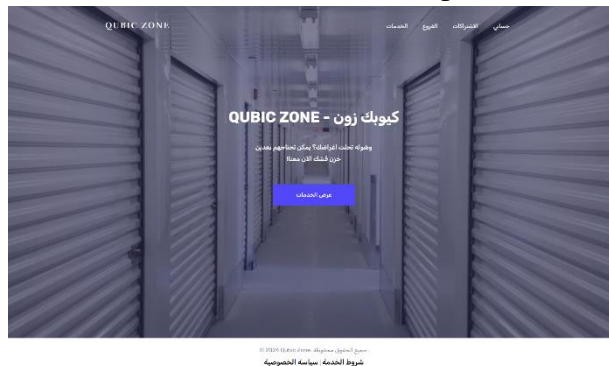 QUBIC ZONE
حسابي الاشتراكات الفروع الخدمات
كيوبك زون - QUBIC ZONE
وشوله تحلت اغراضك؟ يمكن تحتاجهم بعدين
خزن قشك الان معنا!
عرض الخدمات
جميع الحقوق محفوظة. Qubic Zone 2024 ©
شروط الخدمة | سياسة الخصوصية